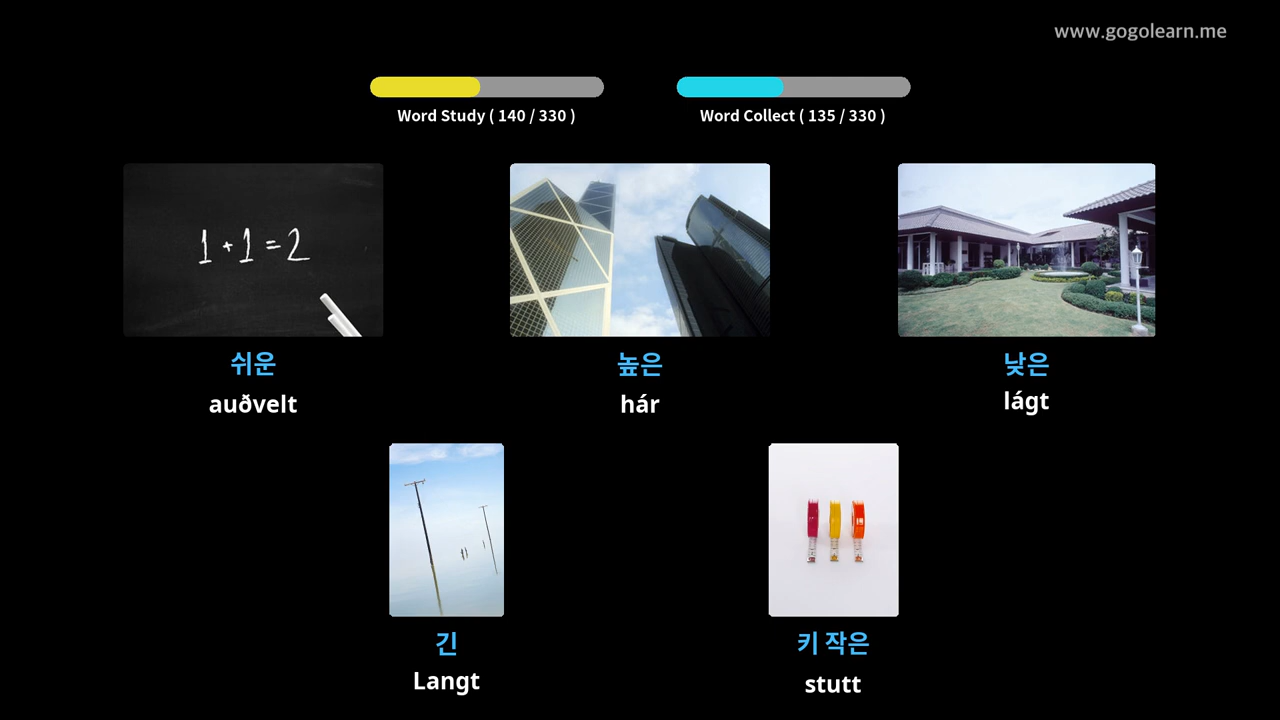 www.gogolearn.me
Word Study ( 140 / 330 )
Word Collect ( 135 / 330 )
1 + 1 = 2
쉬운
auðvelt
높은
hár
낮은
lágt
긴
Langt
키 작은
stutt